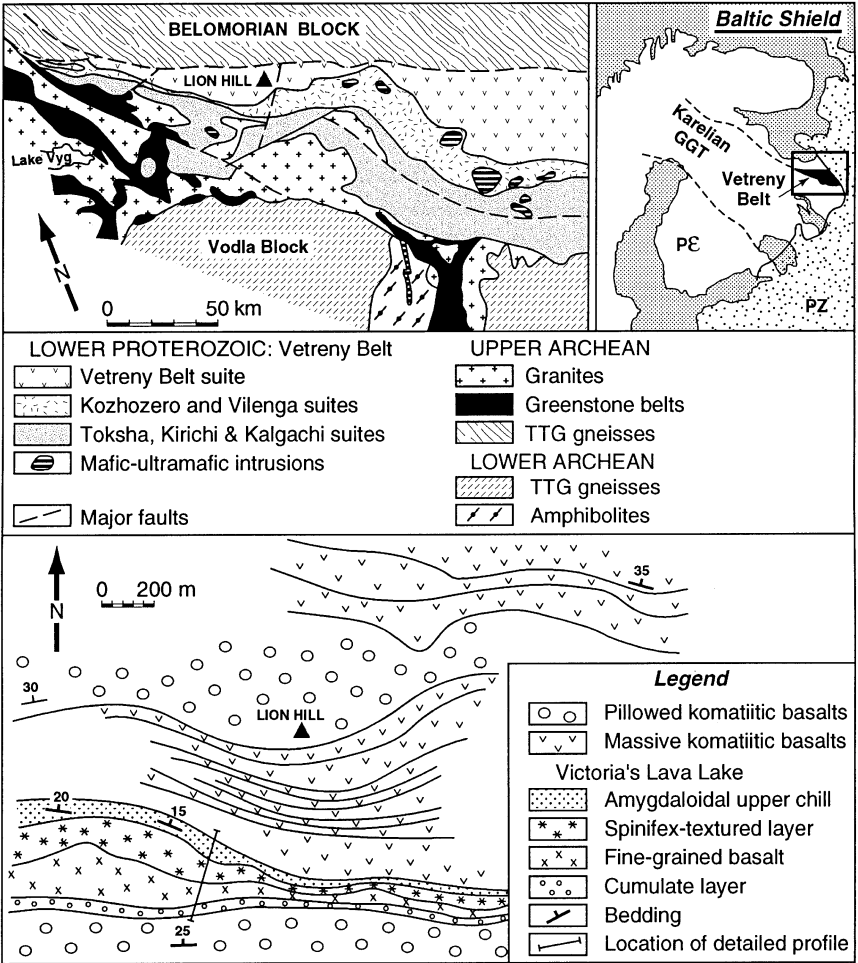 BELOMORIAN BLOCK
LION HILL
Lake Vyg
Vodla Block
N
0 50 km
Baltic Shield
Karelian
GGT
Vetreny
Belt
PƐ
PZ
LOWER PROTEROZOIC: Vetreny Belt
Vetreny Belt suite
Kozhozero and Vilenga suites
Toksha, Kirichi & Kalgachi suites
Mafic-ultramafic intrusions
Major faults
UPPER ARCHEAN
Granites
Greenstone belts
TTG gneisses
LOWER ARCHEAN
TTG gneisses
Amphibolites
N
0 200 m
35
30
LION HILL
20
15
25
Legend
Pillowed komatiitic basalts
Massive komatiitic basalts
Victoria's Lava Lake
Amygdaloidal upper chill
Spinifex-textured layer
Fine-grained basalt
Cumulate layer
Bedding
Location of detailed profile